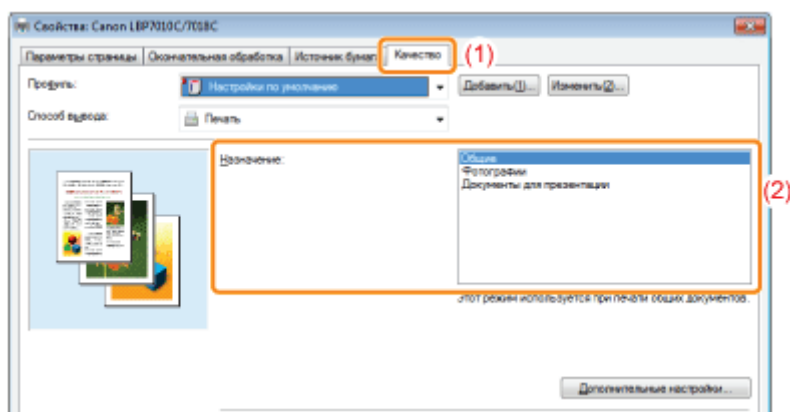 Свойства: Canon LBP7010C/7018C
Параметры страницы Окончательная обработка Источник бумаги Качество (1)
Профиль: Настройки по умолчанию Добавить(1)... Изменить(2)...
Способ вывода: Печать
Назначение: Общие
Фотографии
Документы для презентации
(2)
Этот режим используется при печати общих документов.
Дополнительные настройки...